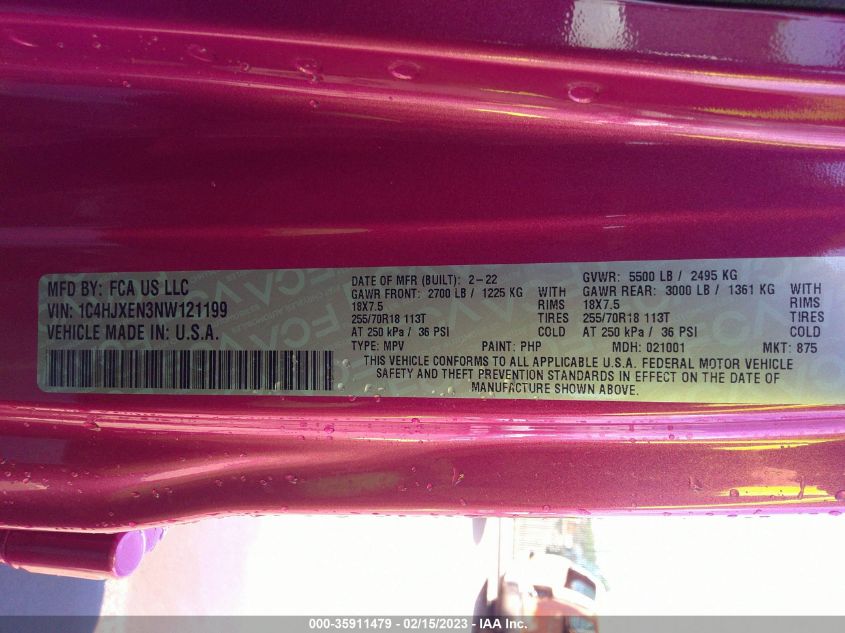 MFD BY: FCA US LLC
VIN: 1C4HJXEN3NW121199
VEHICLE MADE IN: U.S.A.
DATE OF MFR (BUILT): 2-22 GVWR: 5500 LB / 2495 KG
GAWR FRONT: 2700 LB / 1225 KG WITH GAWR REAR: 3000 LB / 1361 KG WITH
18X7.5 RIMS 18X7.5 RIMS
255/70R18 113T TIRES 255/70R18 113T TIRES
AT 250 kPa / 36 PSI COLD AT 250 kPa / 36 PSI COLD
TYPE: MPV PAINT: PHP MDH: 021001 MKT: 875
THIS VEHICLE CONFORMS TO ALL APPLICABLE U.S.A. FEDERAL MOTOR VEHICLE
SAFETY AND THEFT PREVENTION STANDARDS IN EFFECT ON THE DATE OF
MANUFACTURE SHOWN ABOVE.
000-35911479 - 02/15/2023 - IAA Inc.